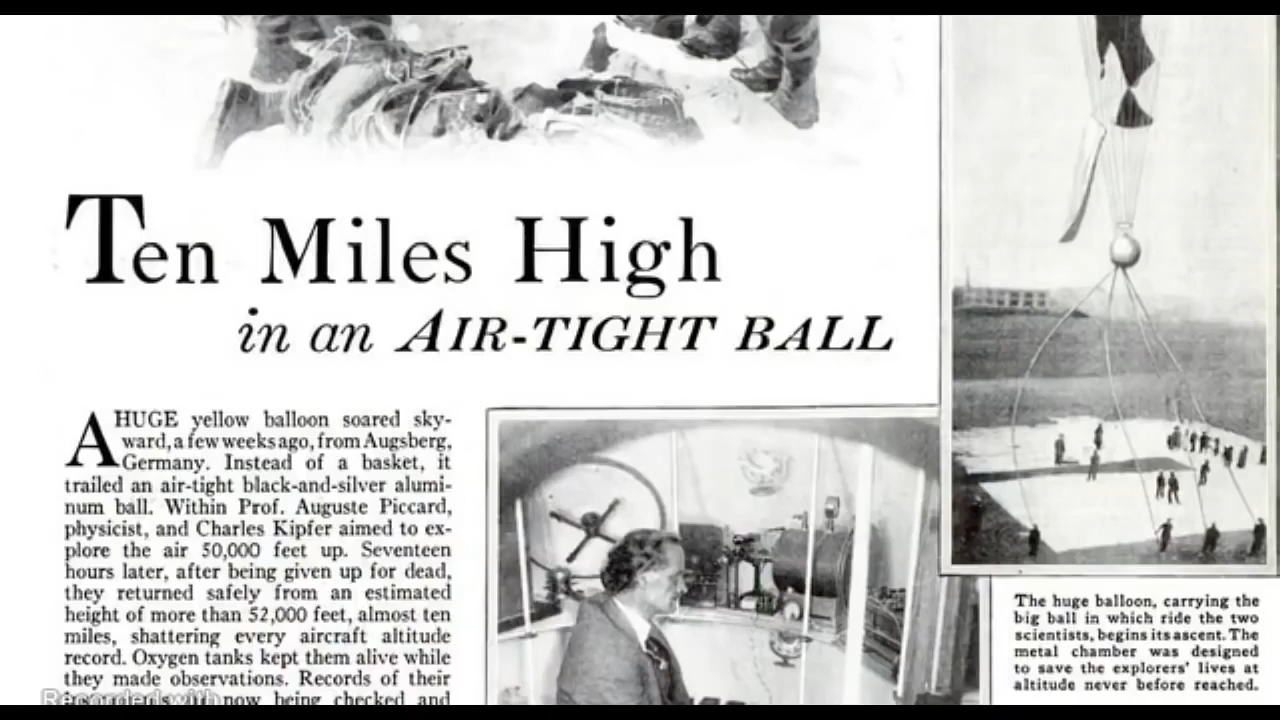 Ten Miles High
in an AIR-TIGHT BALL
A HUGE yellow balloon soared sky-
ward, a few weeks ago, from Augsberg,
Germany. Instead of a basket, it
trailed an air-tight black-and-silver alumi-
num ball. Within Prof. Auguste Piccard,
physicist, and Charles Kipfer aimed to ex-
plore the air 50,000 feet up. Seventeen
hours later, after being given up for dead,
they returned safely from an estimated
height of more than 52,000 feet, almost ten
miles, shattering every aircraft altitude
record. Oxygen tanks kept them alive while
they made observations. Records of their
now being checked and
Recorded with
The huge balloon, carrying the
big ball in which ride the two
scientists, begins its ascent. The
metal chamber was designed
to save the explorers' lives at
altitude never before reached.